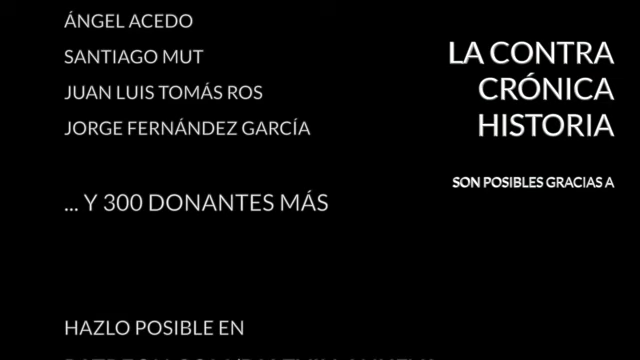 ÁNGEL ACEDO
SANTIAGO MUT
JUAN LUIS TOMÁS ROS
JORGE FERNÁNDEZ GARCÍA
... Y 300 DONANTES MÁS
HAZLO POSIBLE EN
LA CONTRA
CRÓNICA
HISTORIA
SON POSIBLES GRACIAS A